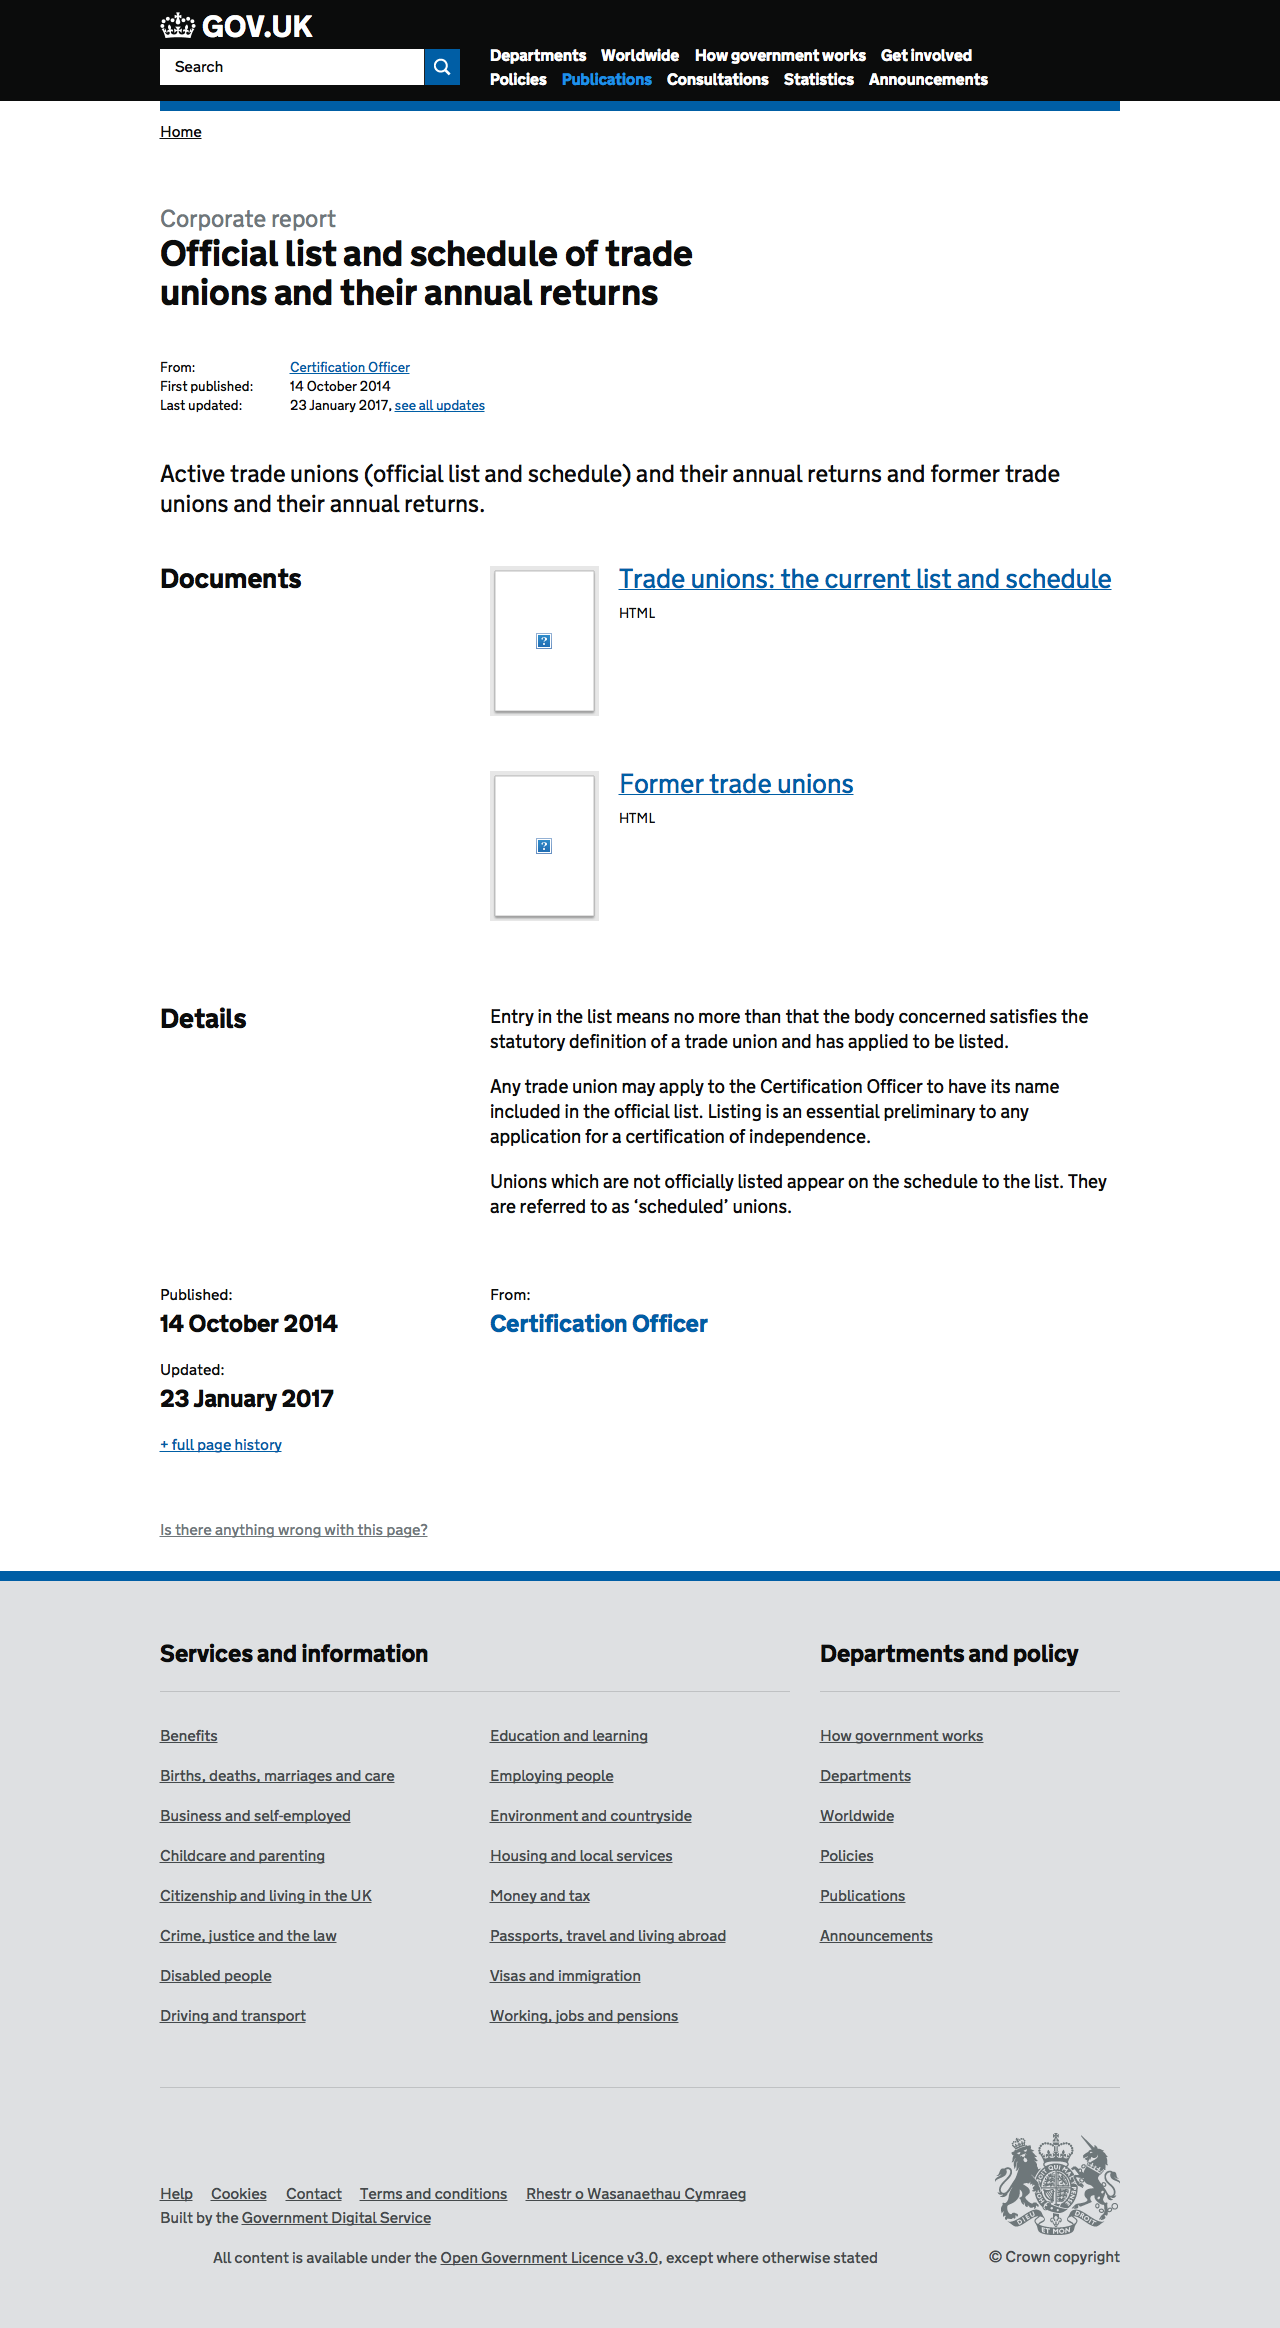 GOV.UK
Search
Departments Worldwide How government works Get involved
Policies Publications Consultations Statistics Announcements
Home
Corporate report
Official list and schedule of trade
unions and their annual returns
From: Certification Officer
First published: 14 October 2014
Last updated: 23 January 2017, see all updates
Active trade unions (official list and schedule) and their annual returns and former trade
unions and their annual returns.
Documents
Trade unions: the current list and schedule
HTML
Former trade unions
HTML
Details
Entry in the list means no more than that the body concerned satisfies the
statutory definition of a trade union and has applied to be listed.
Any trade union may apply to the Certification Officer to have its name
included in the official list. Listing is an essential preliminary to any
application for a certification of independence.
Unions which are not officially listed appear on the schedule to the list. They
are referred to as ‘scheduled’ unions.
Published:
14 October 2014
Updated:
23 January 2017
+ full page history
From:
Certification Officer
Is there anything wrong with this page?
Services and information
Benefits
Births, deaths, marriages and care
Business and self-employed
Childcare and parenting
Citizenship and living in the UK
Crime, justice and the law
Disabled people
Driving and transport
Education and learning
Employing people
Environment and countryside
Housing and local services
Money and tax
Passports, travel and living abroad
Visas and immigration
Working, jobs and pensions
Departments and policy
How government works
Departments
Worldwide
Policies
Publications
Announcements
Help Cookies Contact Terms and conditions Rhestr o Wasanaethau Cymraeg
Built by the Government Digital Service
All content is available under the Open Government Licence v3.0, except where otherwise stated
DIEU ET MON DROIT
© Crown copyright